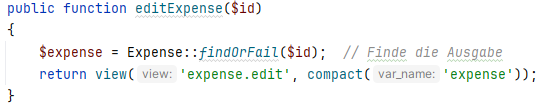 public function editExpense($id)
{
$expense = Expense::findOrFail($id);  // Finde die Ausgabe
return view( view: 'expense.edit', compact( var_name: 'expense'));
}